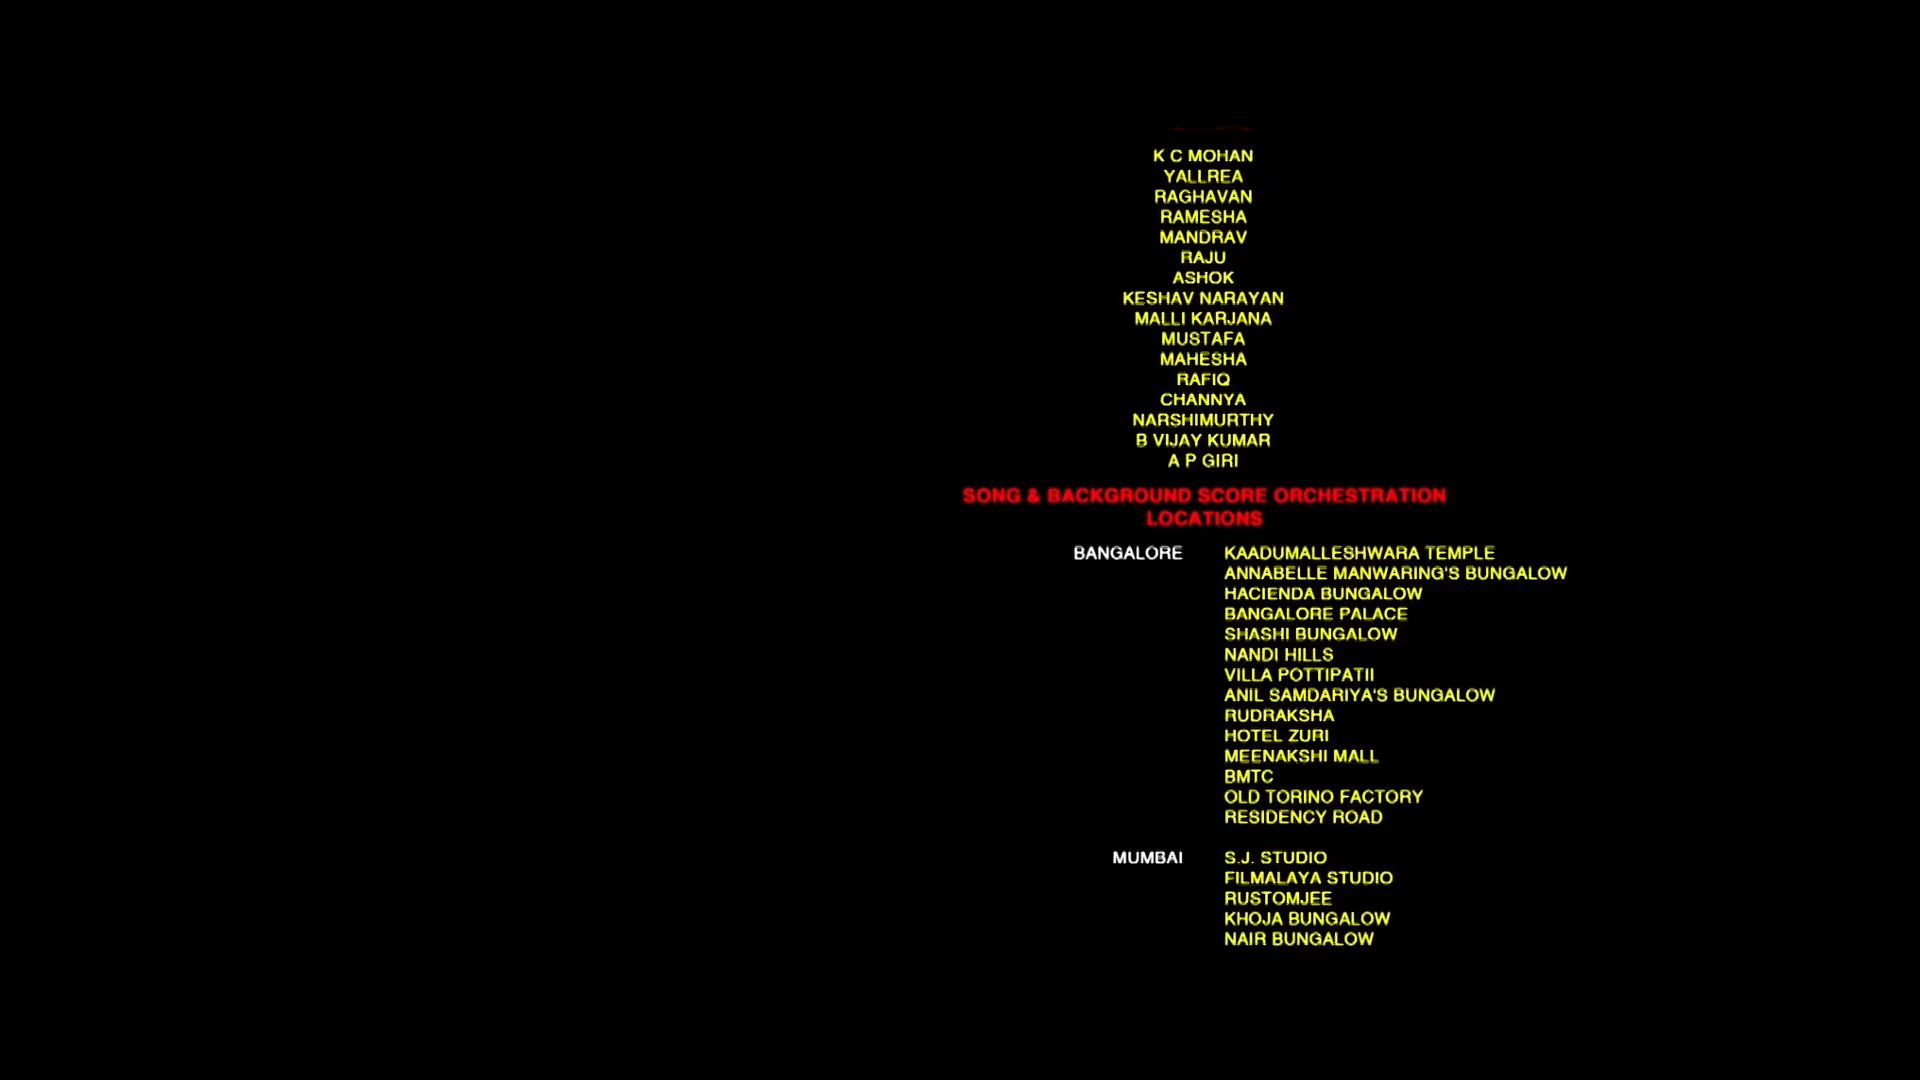 K C MOHAN
YALLREA
RAGHAVAN
RAMESHA
MANDRAV
RAJU
ASHOK
KESHAV NARAYAN
MALLI KARJANA
MUSTAFA
MAHESHA
RAFIQ
CHANNYA
NARSHIMURTHY
B VIJAY KUMAR
A P GIRI
SONG & BACKGROUND SCORE ORCHESTRATION
LOCATIONS
BANGALORE KAADUMALLESHWARA TEMPLE
ANNABELLE MANWARING'S BUNGALOW
HACIENDA BUNGALOW
BANGALORE PALACE
SHASHI BUNGALOW
NANDI HILLS
VILLA POTTIPATII
ANIL SAMDARIYA'S BUNGALOW
RUDRAKSHA
HOTEL ZURI
MEENAKSHI MALL
BMTC
OLD TORINO FACTORY
RESIDENCY ROAD
MUMBAI S.J. STUDIO
FILMALAYA STUDIO
RUSTOMJEE
KHOJA BUNGALOW
NAIR BUNGALOW